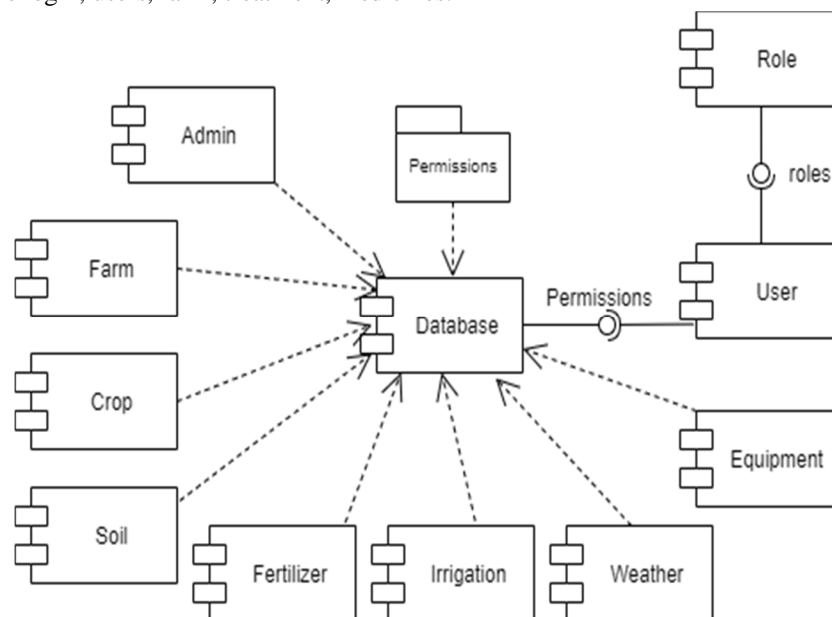 Role
Admin
Permissions
roles
Farm
User
Permissions
Database
Crop
Equipment
Soil
Fertilizer
Irrigation
Weather